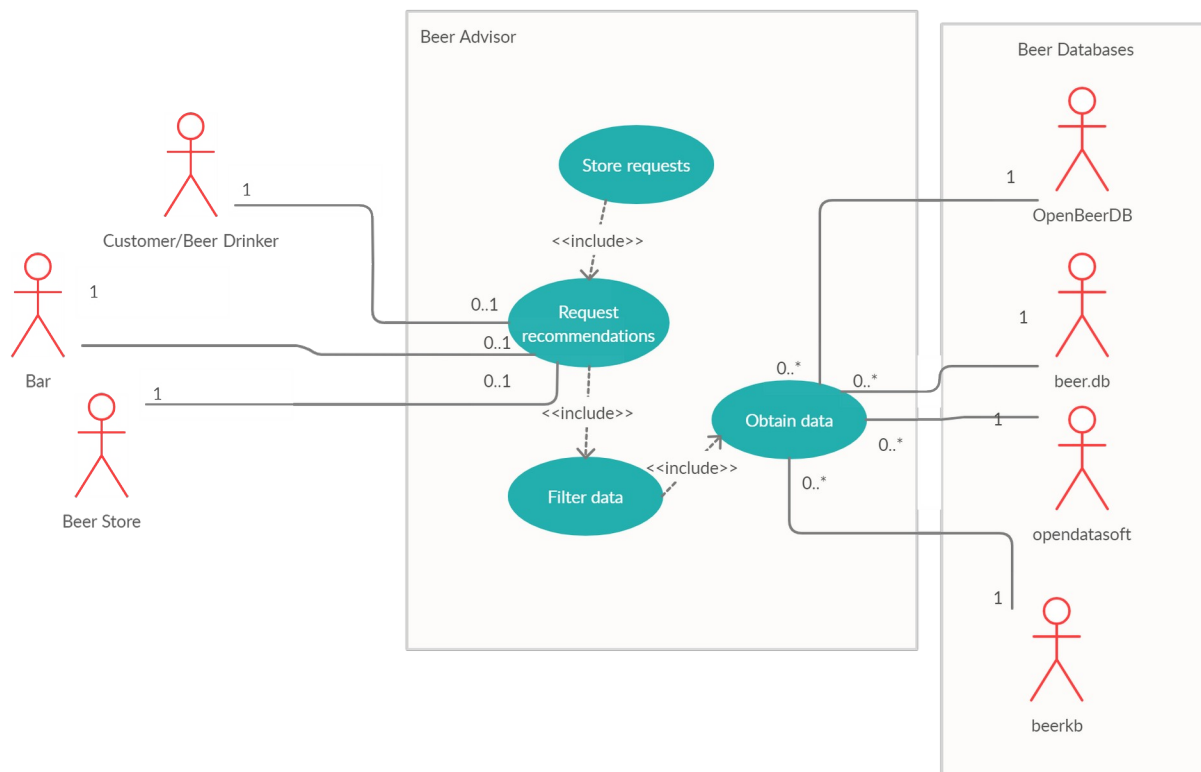 Beer Advisor
Beer Databases
Store requests
1
1
OpenBeerDB
Customer/Beer Drinker
<<include>>
1
Bar
0..1
Request
recommendations
0..1
0..1
1
Beer Store
<<include>>
0..*
0..*
1
beer.db
Obtain data
0..*
1
opendatasoft
<<include>>
Filter data
0..*
1
beerkb